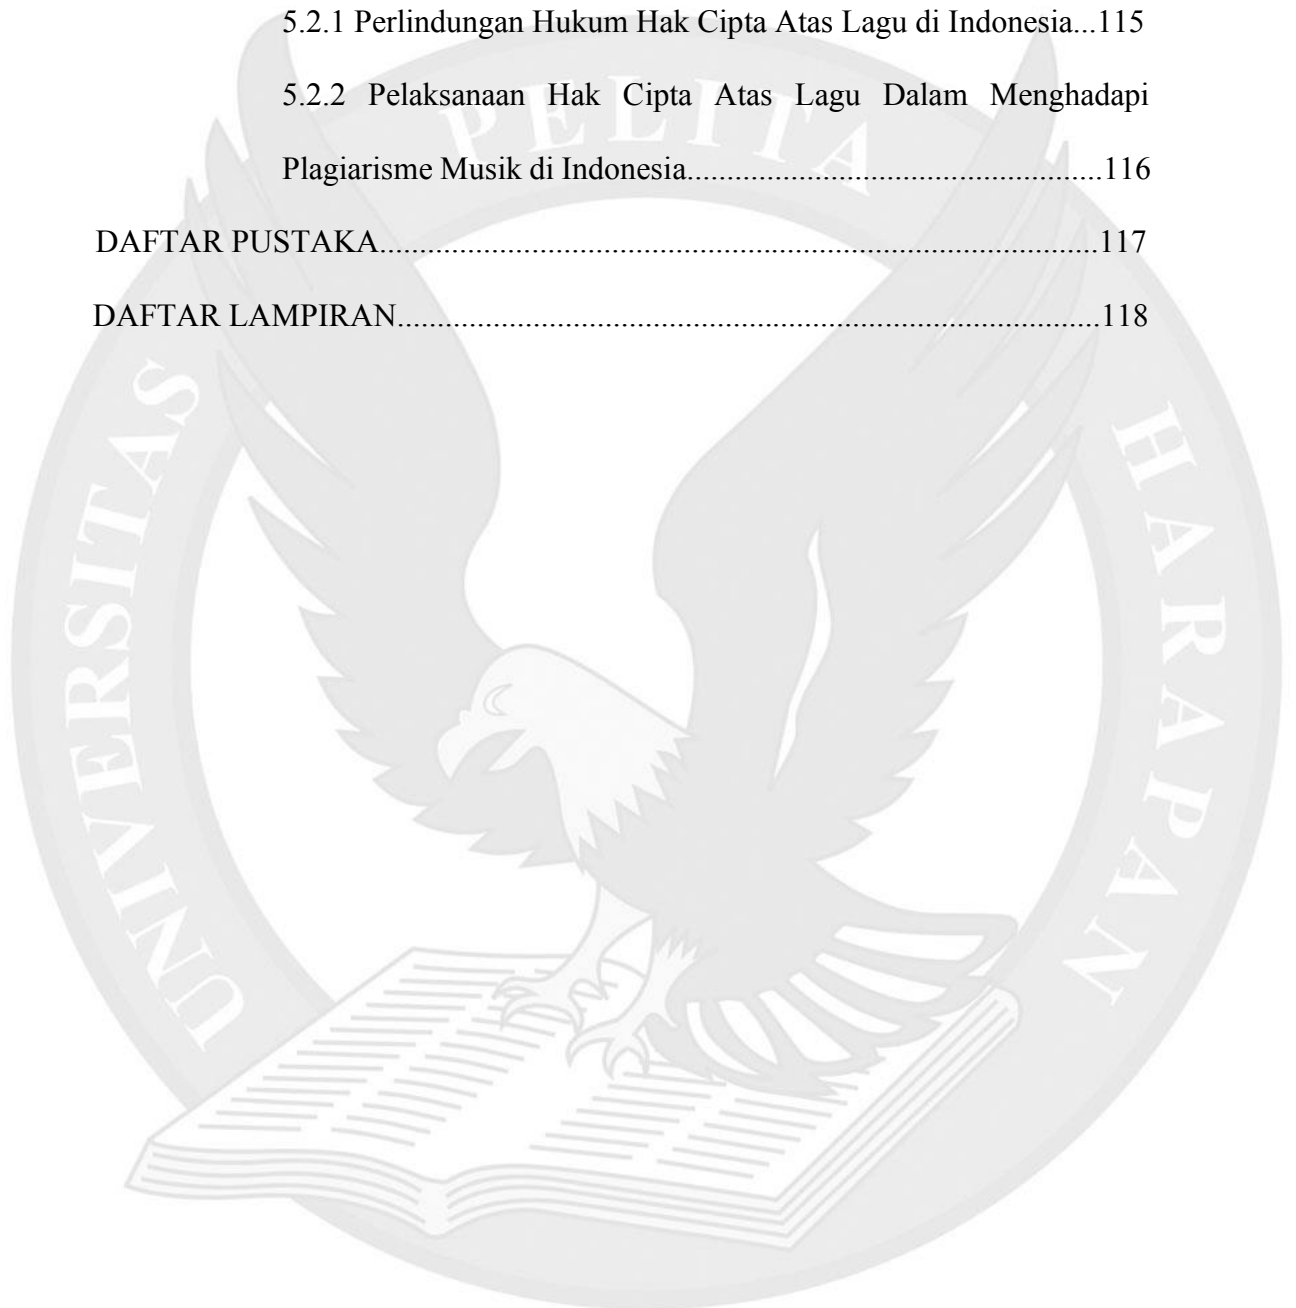 5.2.1 Perlindungan Hukum Hak Cipta Atas Lagu di Indonesia...115
5.2.2 Pelaksanaan Hak Cipta Atas Lagu Dalam Menghadapi
Plagiarisme Musik di Indonesia....................................................116
DAFTAR PUSTAKA..........................................................................................117
DAFTAR LAMPIRAN........................................................................................118
UNIVERSITAS PELITA HARAPAN